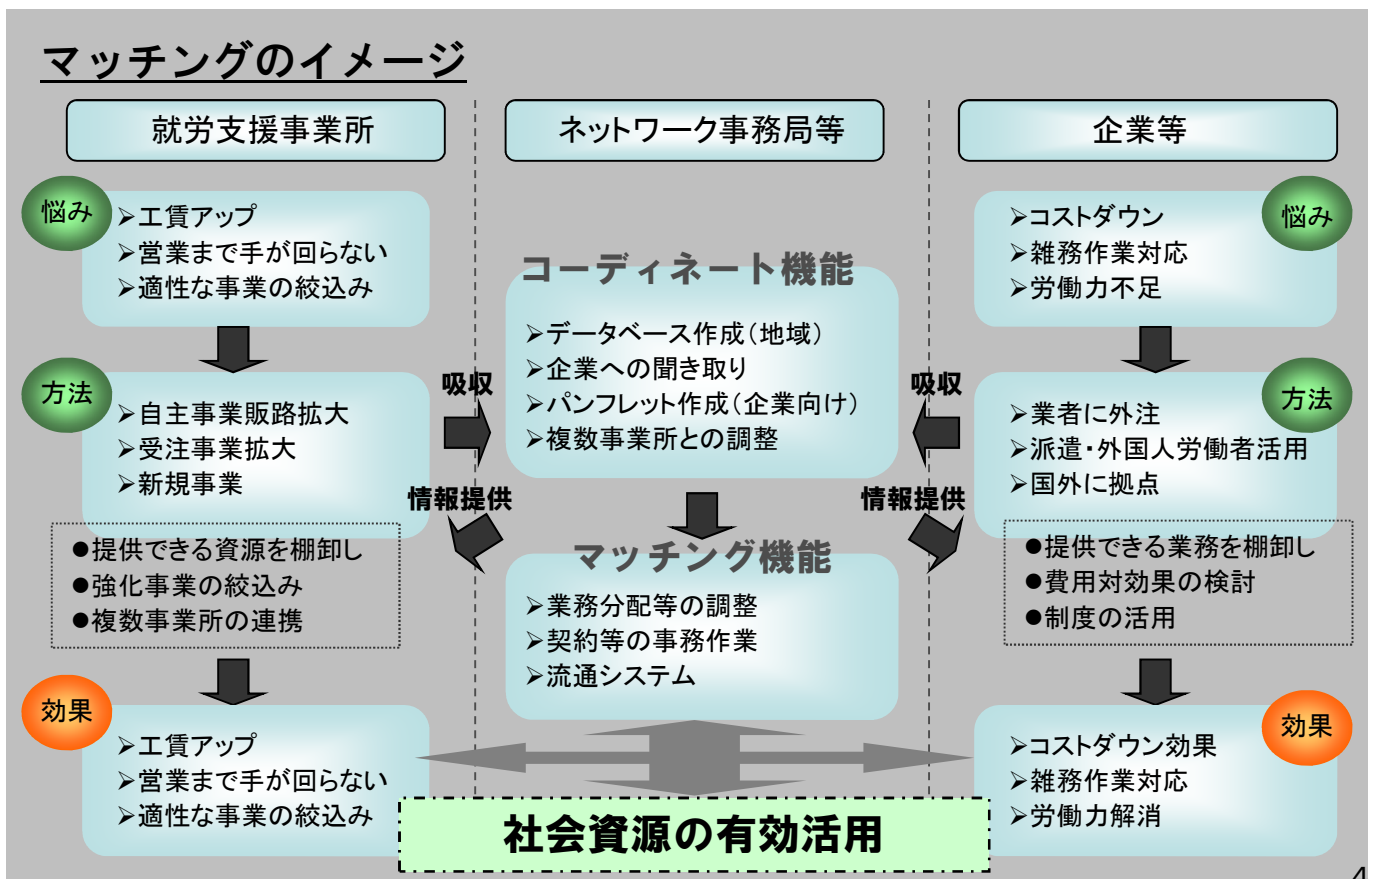 マッチングのイメージ
就労支援事業所
ネットワーク事務局等
企業等
悩み
➢工賃アップ
➢営業まで手が回らない
➢適性な事業の絞込み
方法
➢自主事業販路拡大
➢受注事業拡大
➢新規事業
●提供できる資源を棚卸し
●強化事業の絞込み
●複数事業所の連携
効果
➢工賃アップ
➢営業まで手が回らない
➢適性な事業の絞込み
吸収
情報提供
コーディネート機能
➢データベース作成(地域)
➢企業への聞き取り
➢パンフレット作成(企業向け)
➢複数事業所との調整
マッチング機能
➢業務分配等の調整
➢契約等の事務作業
➢流通システム
吸収
情報提供
悩み
➢コストダウン
➢雑務作業対応
➢労働力不足
方法
➢業者に外注
➢派遣・外国人労働者活用
➢国外に拠点
●提供できる業務を棚卸し
●費用対効果の検討
●制度の活用
効果
➢コストダウン効果
➢雑務作業対応
➢労働力解消
社会資源の有効活用
4